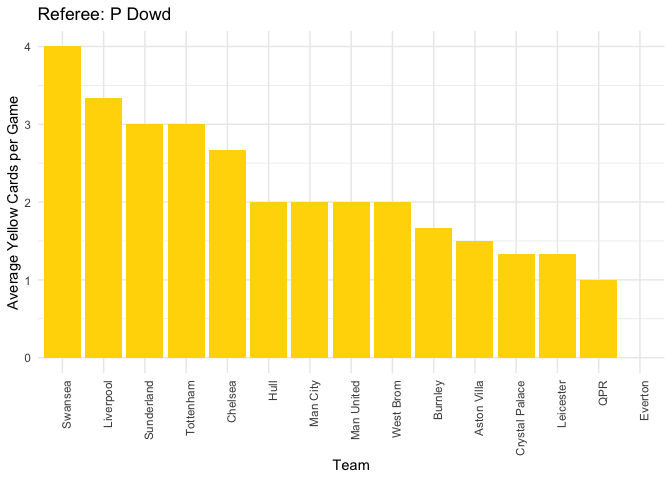 Referee: P Dowd
Average Yellow Cards per Game
4
3
2
1
0
Swansea
Liverpool
Sunderland
Tottenham
Chelsea
Hull
Man City
Man United
West Brom
Burnley
Aston Villa
Crystal Palace
Leicester
QPR
Everton
Team